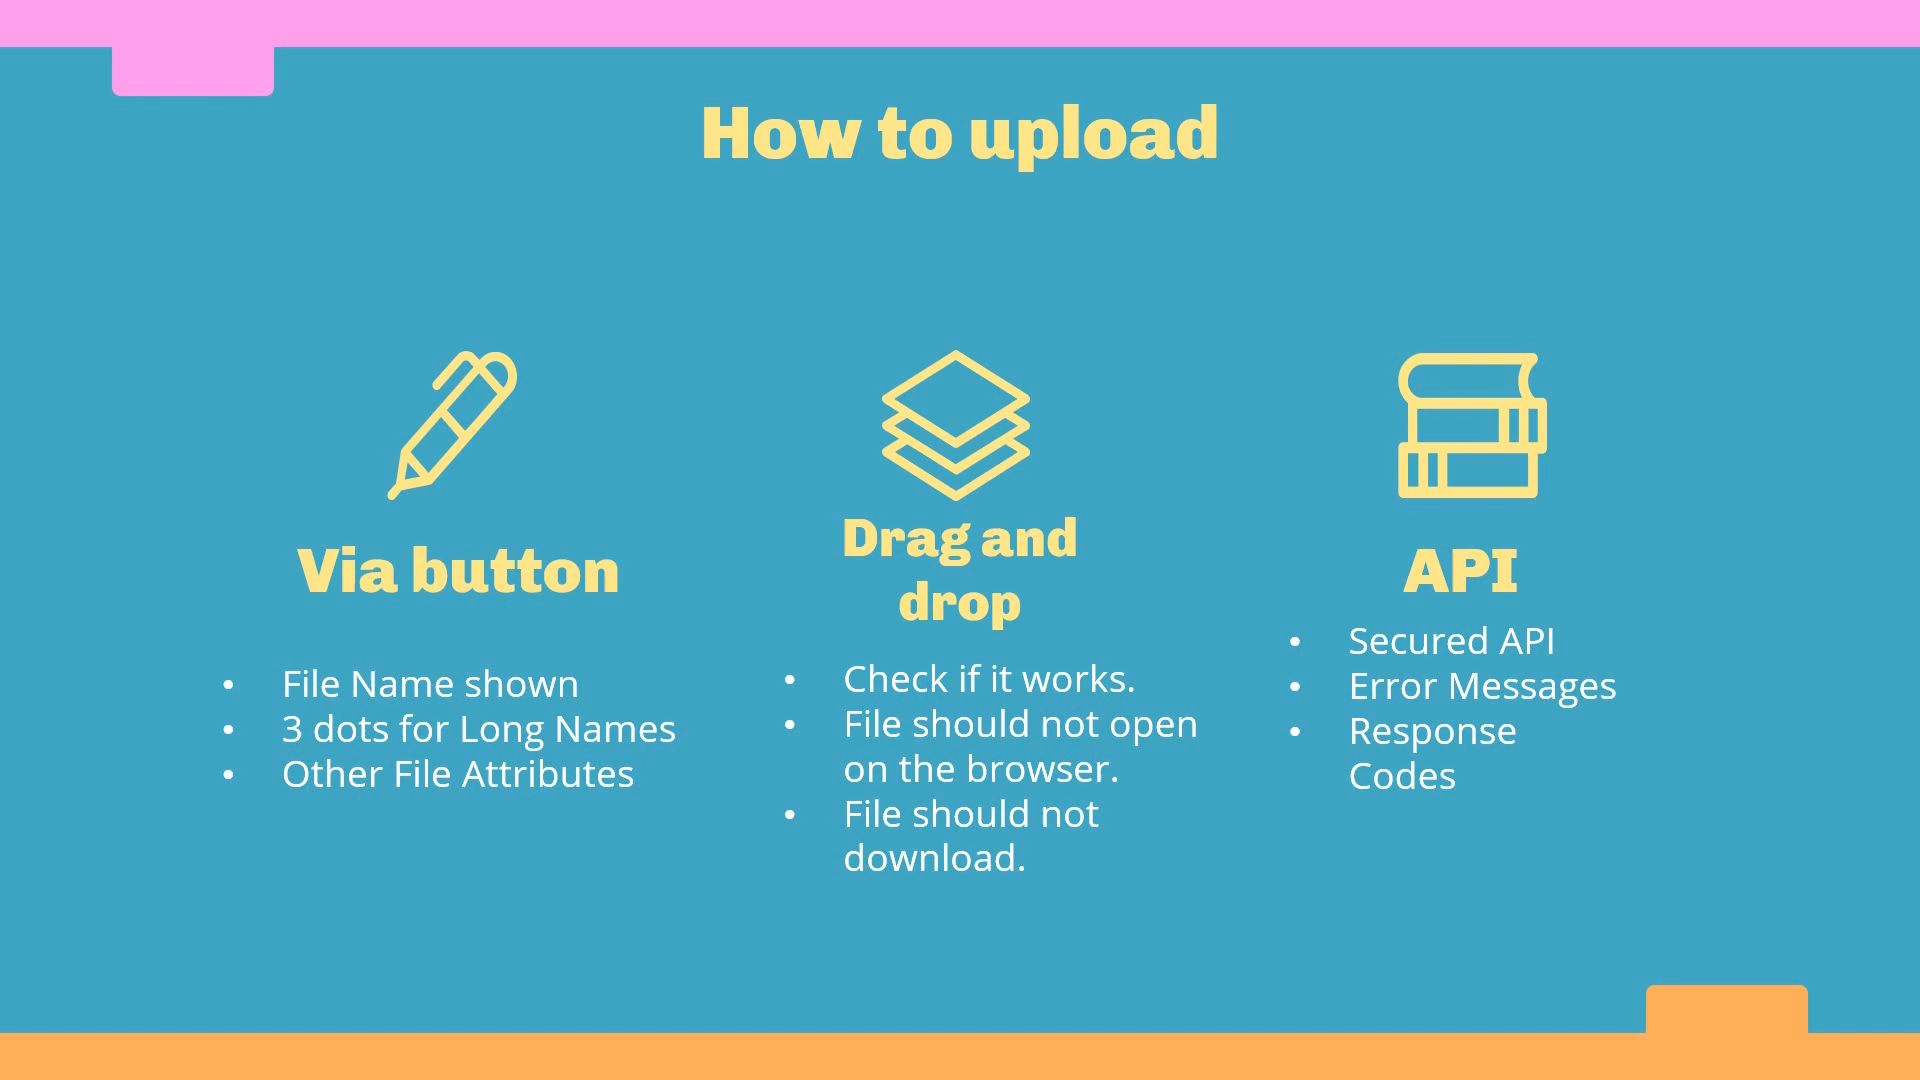 How to upload
Via button
• File Name shown
• 3 dots for Long Names
• Other File Attributes
Drag and
drop
• Check if it works.
• File should not open
on the browser.
• File should not
download.
API
• Secured API
• Error Messages
• Response
Codes